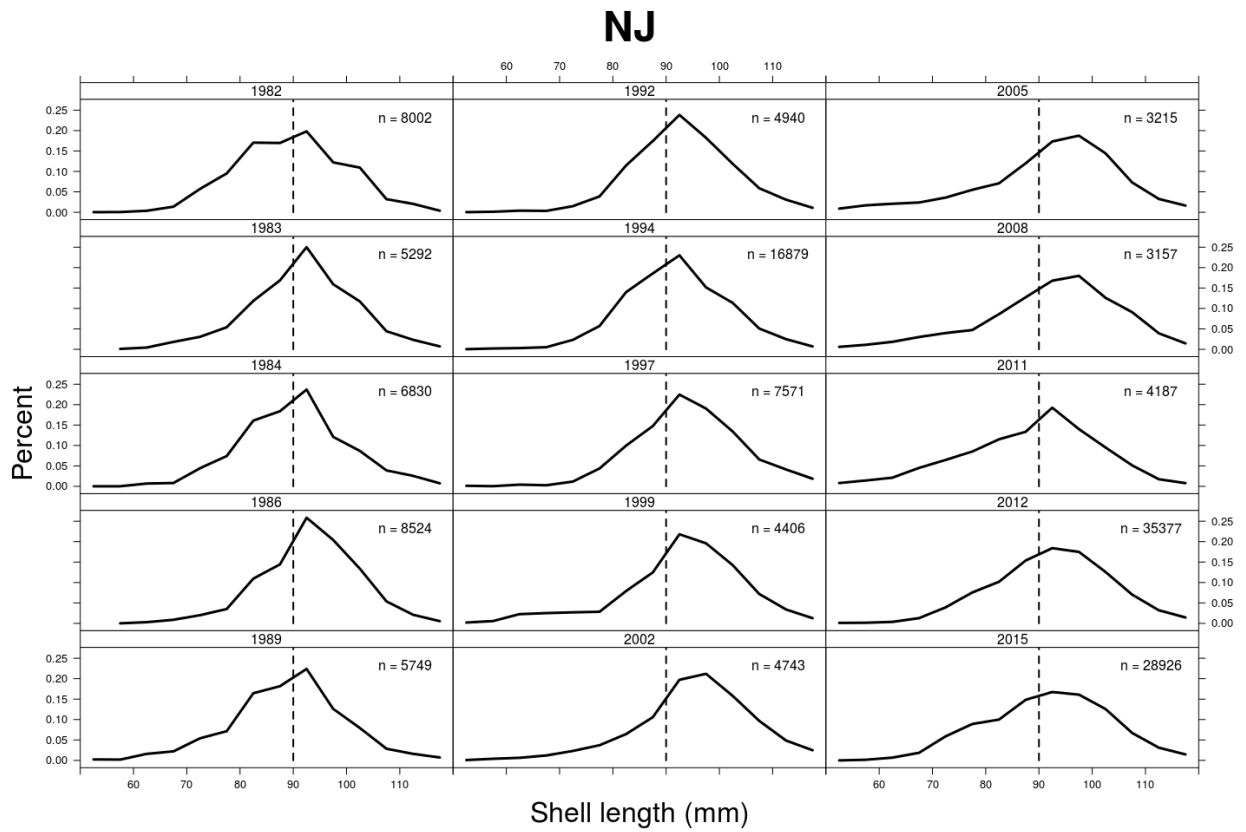 NJ
60 70 80 90 100 110
1982 1992 2005
0.25
0.20
0.15
0.10
0.05
0.00
n = 8002 n = 4940 n = 3215
1983 1994 2008
n = 5292 n = 16879 n = 3157
0.25
0.20
0.15
0.10
0.05
0.00
1984 1997 2011
0.25
0.20
0.15
0.10
0.05
0.00
n = 6830 n = 7571 n = 4187
Percent
1986 1999 2012
n = 8524 n = 4406 n = 35377
0.25
0.20
0.15
0.10
0.05
0.00
1989 2002 2015
0.25
0.20
0.15
0.10
0.05
0.00
n = 5749 n = 4743 n = 28926
60 70 80 90 100 110 60 70 80 90 100 110
Shell length (mm)